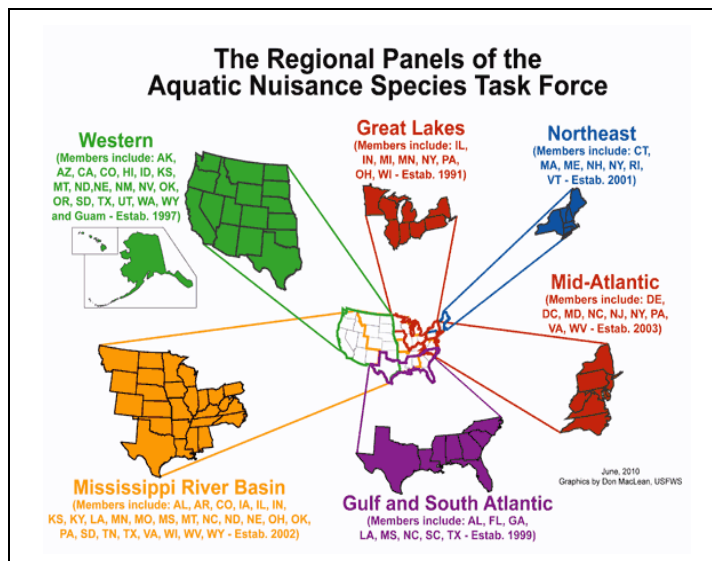 The Regional Panels of the
Aquatic Nuisance Species Task Force
Western
(Members include: AK,
AZ, CA, CO, HI, ID, KS,
MT, ND,NE, NM, NV, OK,
OR, SD, TX, UT, WA, WY
and Guam - Estab. 1997)
Great Lakes
(Members include: IL,
IN, MI, MN, NY, PA,
OH, WI - Estab. 1991)
Northeast
(Members include: CT,
MA, ME, NH, NY, RI,
VT - Estab. 2001)
Mid-Atlantic
(Members include: DE,
DC, MD, NC, NJ, NY, PA,
VA, WV - Estab. 2003)
Mississippi River Basin
(Members include: AL, AR, CO, IA, IL, IN,
KS, KY, LA, MN, MO, MS, MT, NC, ND, NE, OH, OK,
PA, SD, TN, TX, VA, WI, WV, WY - Estab. 2002)
Gulf and South Atlantic
(Members include: AL, FL, GA,
LA, MS, NC, SC, TX - Estab. 1999)
June, 2010
Graphics by Don MacLean, USFWS